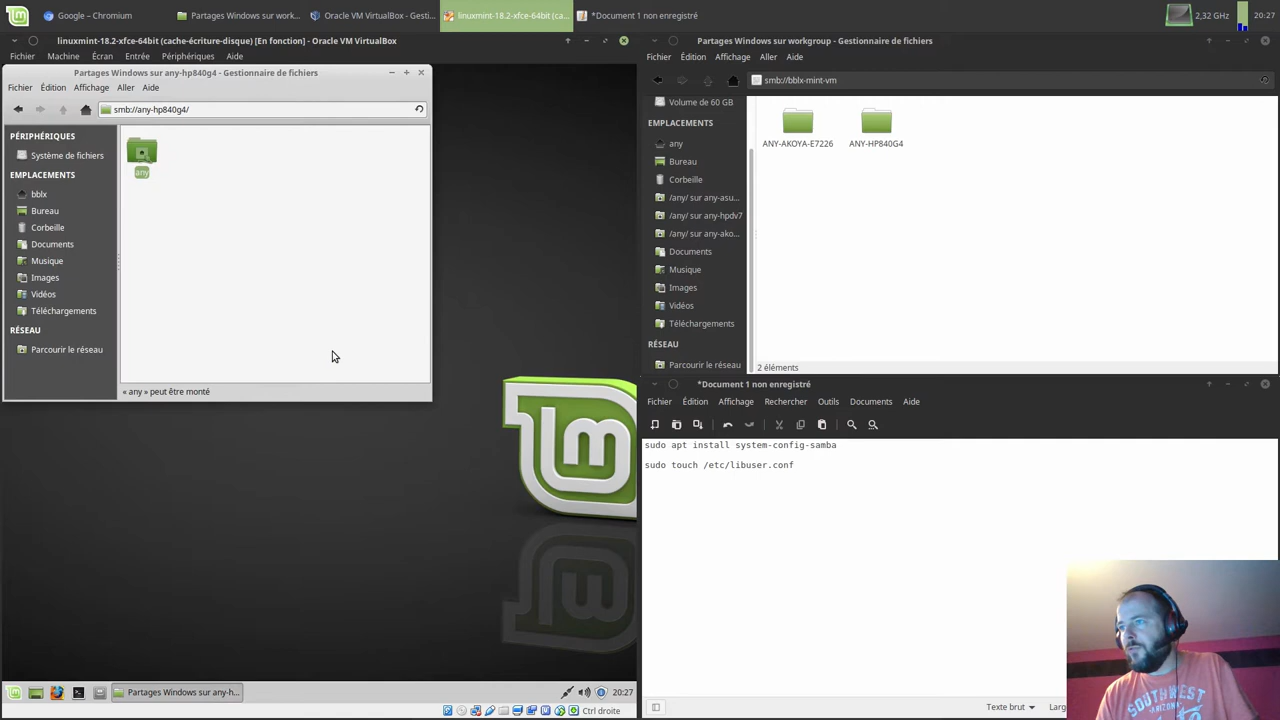 Google – Chromium
Partages Windows sur work...
Oracle VM VirtualBox - Gesti...
linuxmint-18.2-xfce-64bit (ca...
*Document 1 non enregistré
2,32 GHz
20:27
linuxmint-18.2-xfce-64bit (cache-écriture-disque) [En fonction] - Oracle VM VirtualBox
Fichier Machine Écran Entrée Périphériques Aide
Partages Windows sur any-hp840g4 - Gestionnaire de fichiers
Fichier Édition Affichage Aller Aide
smb://any-hp840g4/
PÉRIPHÉRIQUES
Système de fichiers
EMPLACEMENTS
bblx
Bureau
Corbeille
Documents
Musique
Images
Vidéos
Téléchargements
RÉSEAU
Parcourir le réseau
any
« any » peut être monté
Partages Windows sur any-h...
20:27
Ctrl droite
Partages Windows sur workgroup - Gestionnaire de fichiers
Fichier Édition Affichage Aller Aide
smb://bblx-mint-vm
Volume de 60 GB
EMPLACEMENTS
any
Bureau
Corbeille
/any/ sur any-asu...
/any/ sur any-hpdv7
/any/ sur any-ako...
Documents
Musique
Images
Vidéos
Téléchargements
RÉSEAU
Parcourir le réseau
ANY-AKOYA-E7226
ANY-HP840G4
2 éléments
*Document 1 non enregistré
Fichier Édition Affichage Rechercher Outils Documents Aide
sudo apt install system-config-samba
sudo touch /etc/libuser.conf
Texte brut
Larg
SOUTHWEST
ARIZONA